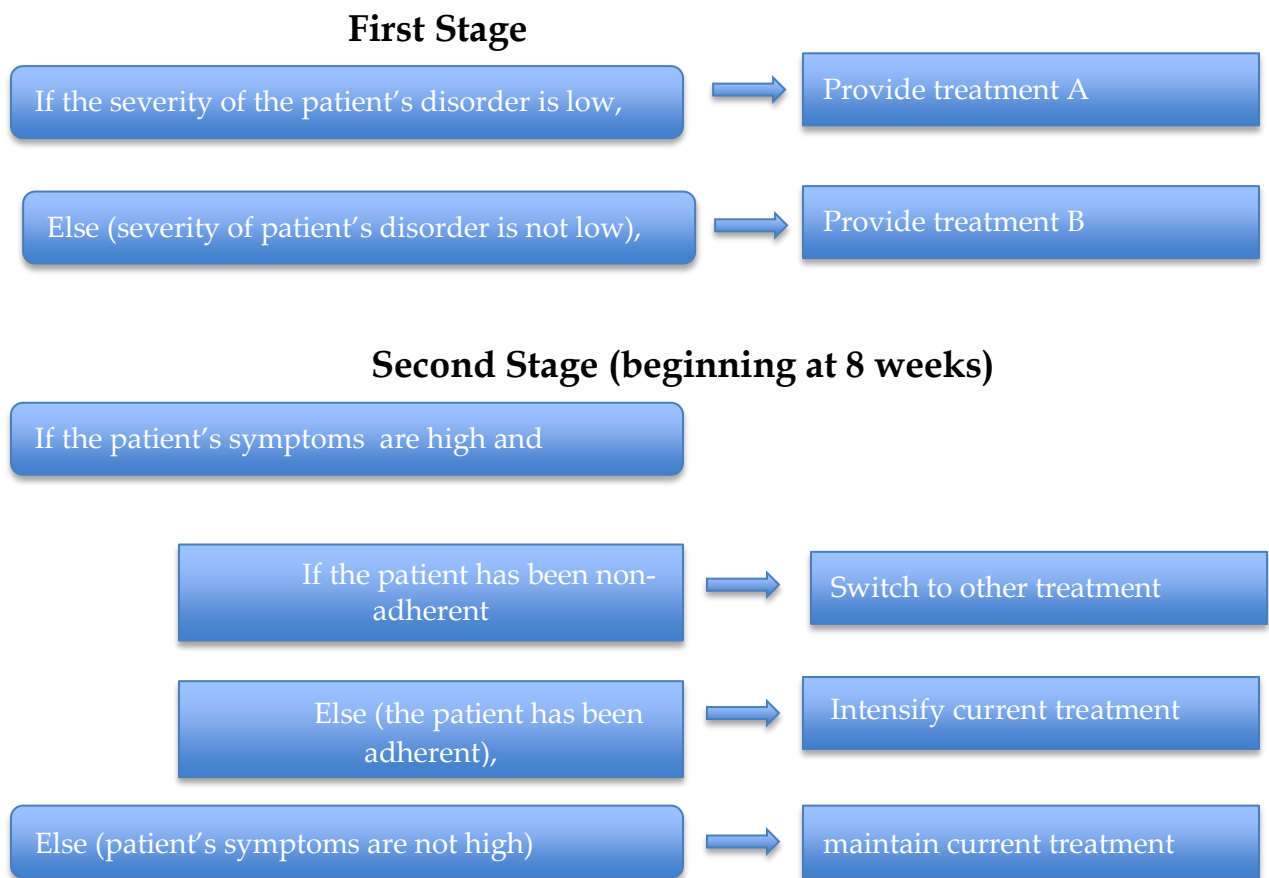 First Stage
If the severity of the patient’s disorder is low,
Provide treatment A
Else (severity of patient’s disorder is not low),
Provide treatment B
Second Stage (beginning at 8 weeks)
If the patient’s symptoms  are high and
If the patient has been non-
adherent
Switch to other treatment
Else (the patient has been
adherent),
Intensify current treatment
Else (patient’s symptoms are not high)
maintain current treatment